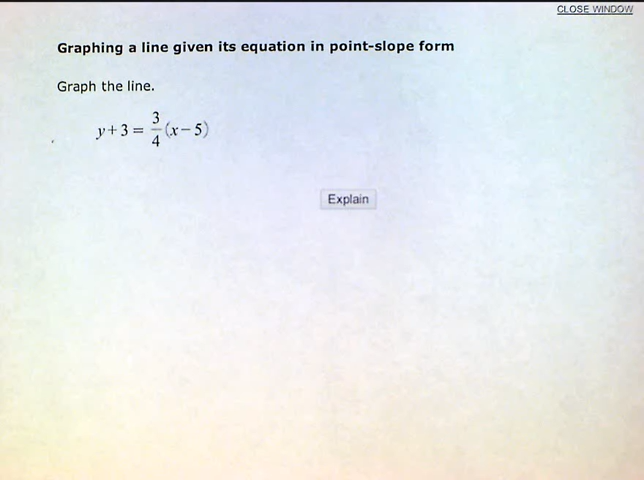 CLOSE WINDOW
Graphing a line given its equation in point-slope form
Graph the line.
y+3 = 3/4 (x-5)
Explain